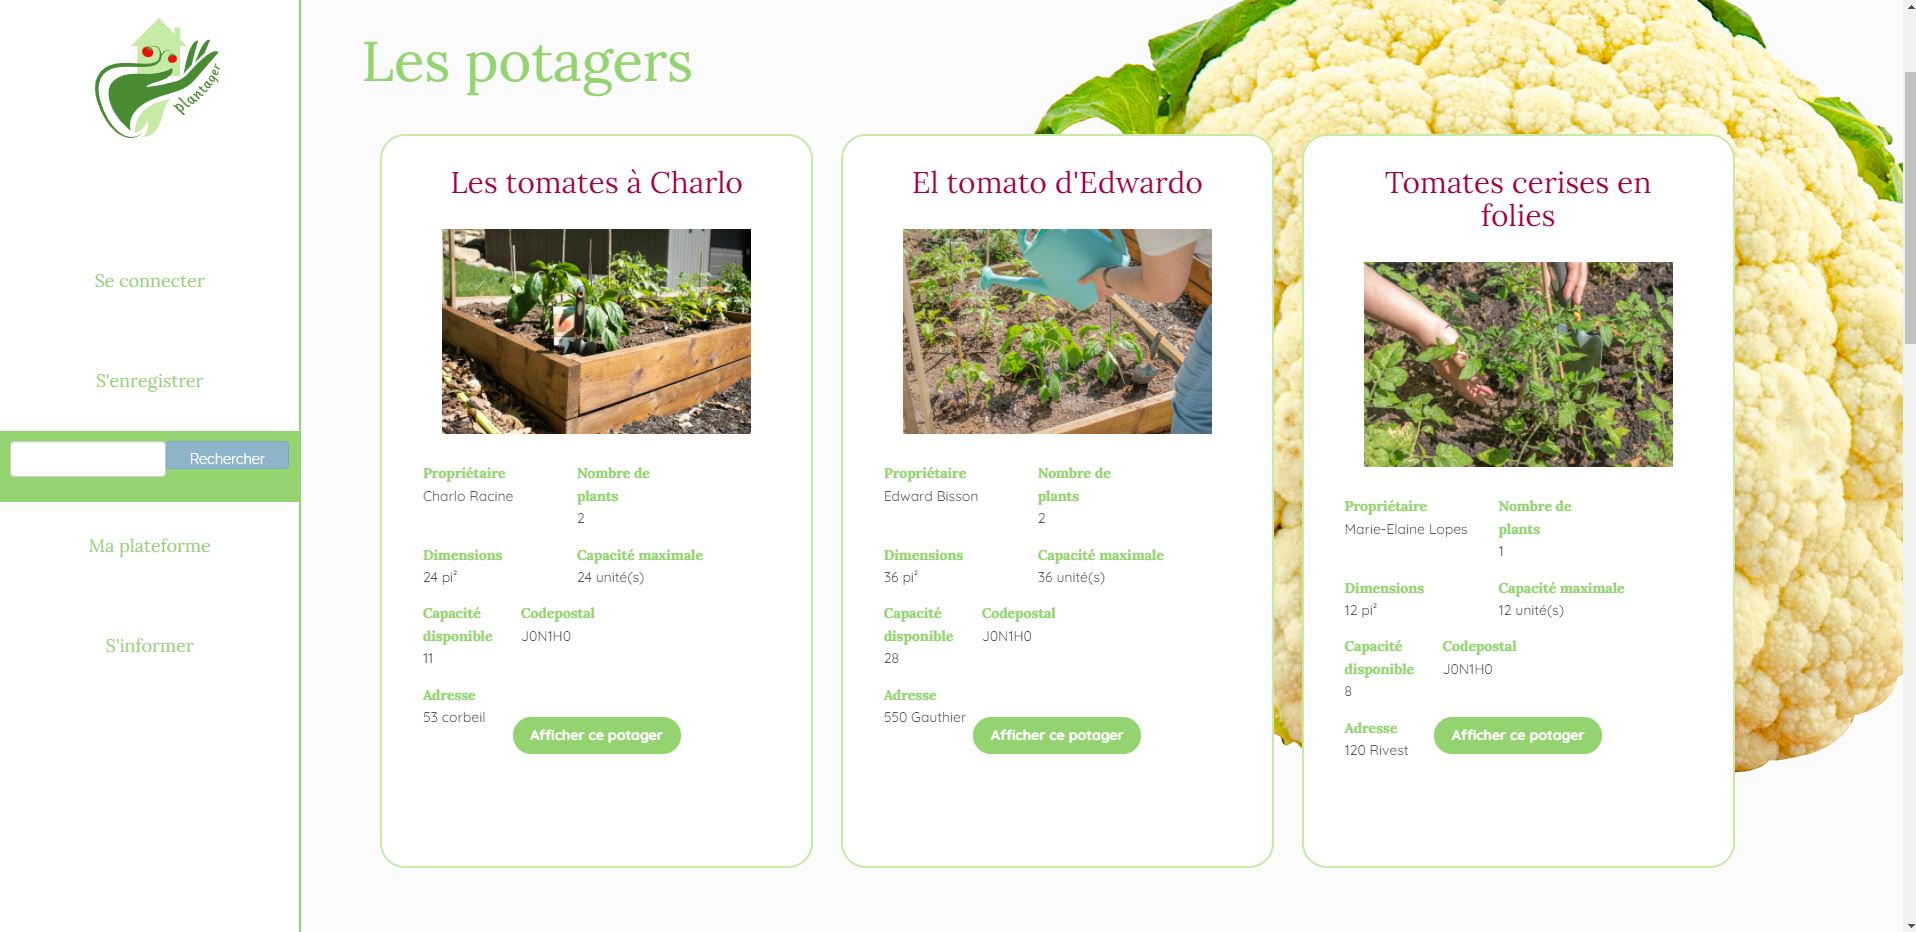 plantager
Se connecter
S'enregistrer
Rechercher
Ma plateforme
S'informer
Les potagers
Les tomates à Charlo
Propriétaire
Charlo Racine
Nombre de
plants
2
Dimensions
24 pi²
Capacité maximale
24 unité(s)
Capacité
disponible
11
Codepostal
J0N1H0
Adresse
53 corbeil
Afficher ce potager
El tomato d'Edwardo
Propriétaire
Edward Bisson
Nombre de
plants
2
Dimensions
36 pi²
Capacité maximale
36 unité(s)
Capacité
disponible
28
Codepostal
J0N1H0
Adresse
550 Gauthier
Afficher ce potager
Tomates cerises en
folies
Propriétaire
Marie-Elaine Lopes
Nombre de
plants
1
Dimensions
12 pi²
Capacité maximale
12 unité(s)
Capacité
disponible
8
Codepostal
J0N1H0
Adresse
120 Rivest
Afficher ce potager